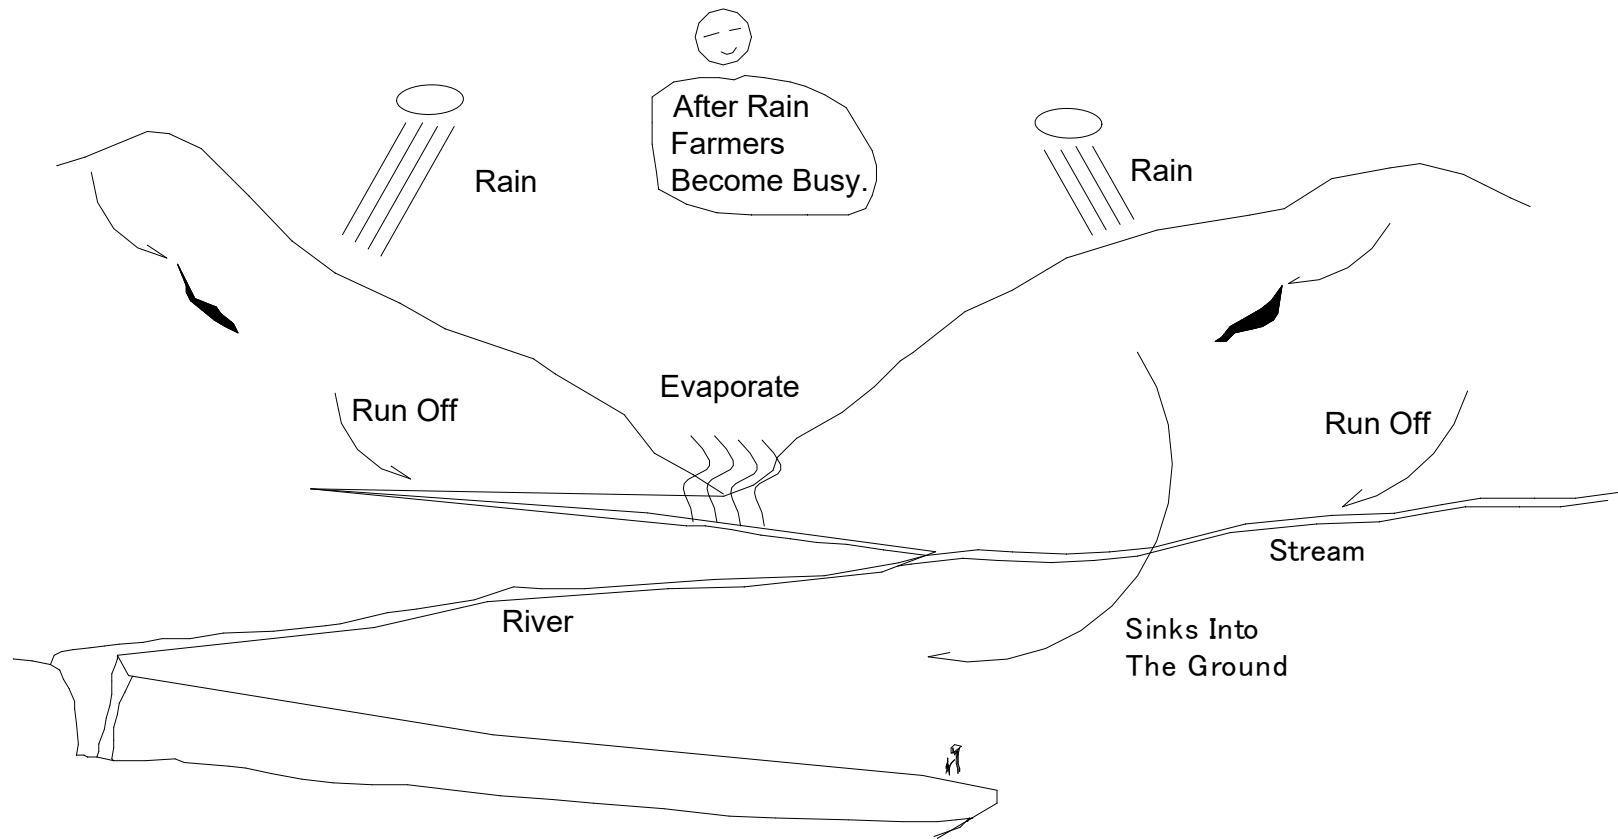 After Rain
Farmers
Become Busy.
Rain
Rain
Evaporate
Run Off
Run Off
Stream
River
Sinks Into
The Ground